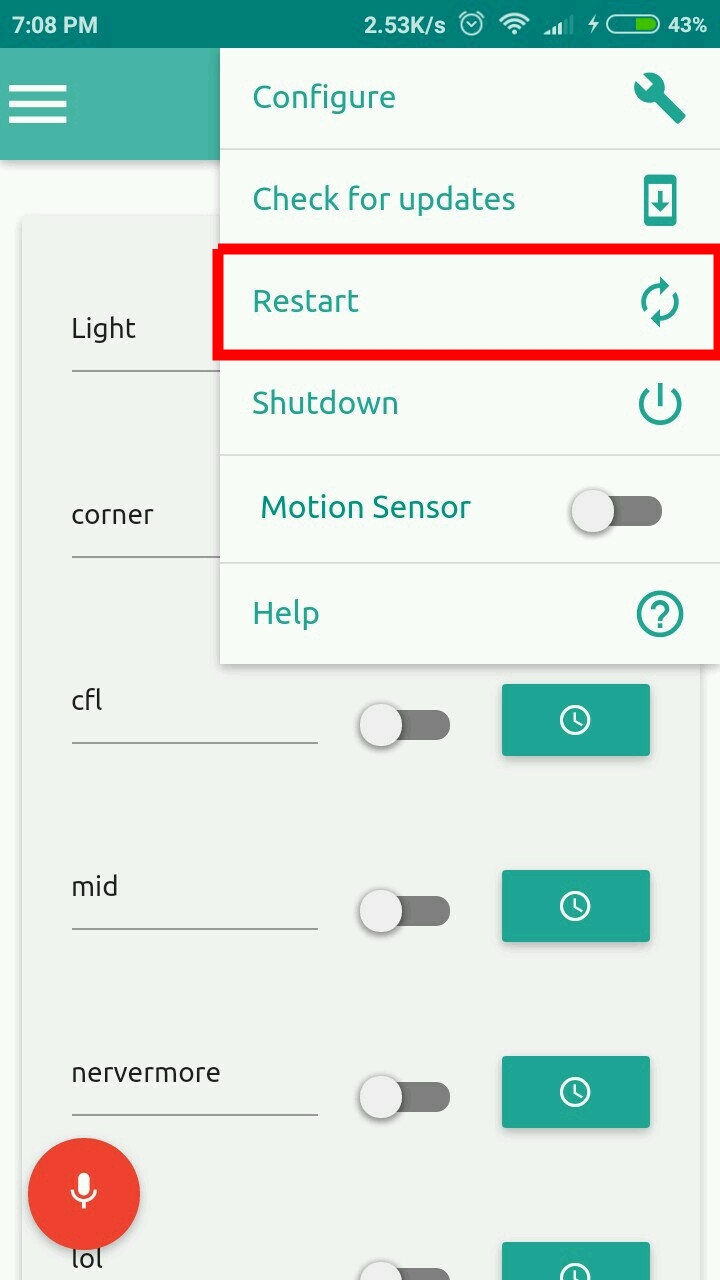 7:08 PM 2.53K/s 43%
Configure
Check for updates
Restart
Light
Shutdown
Motion Sensor
corner
Help
cfl
mid
nervermore
lol